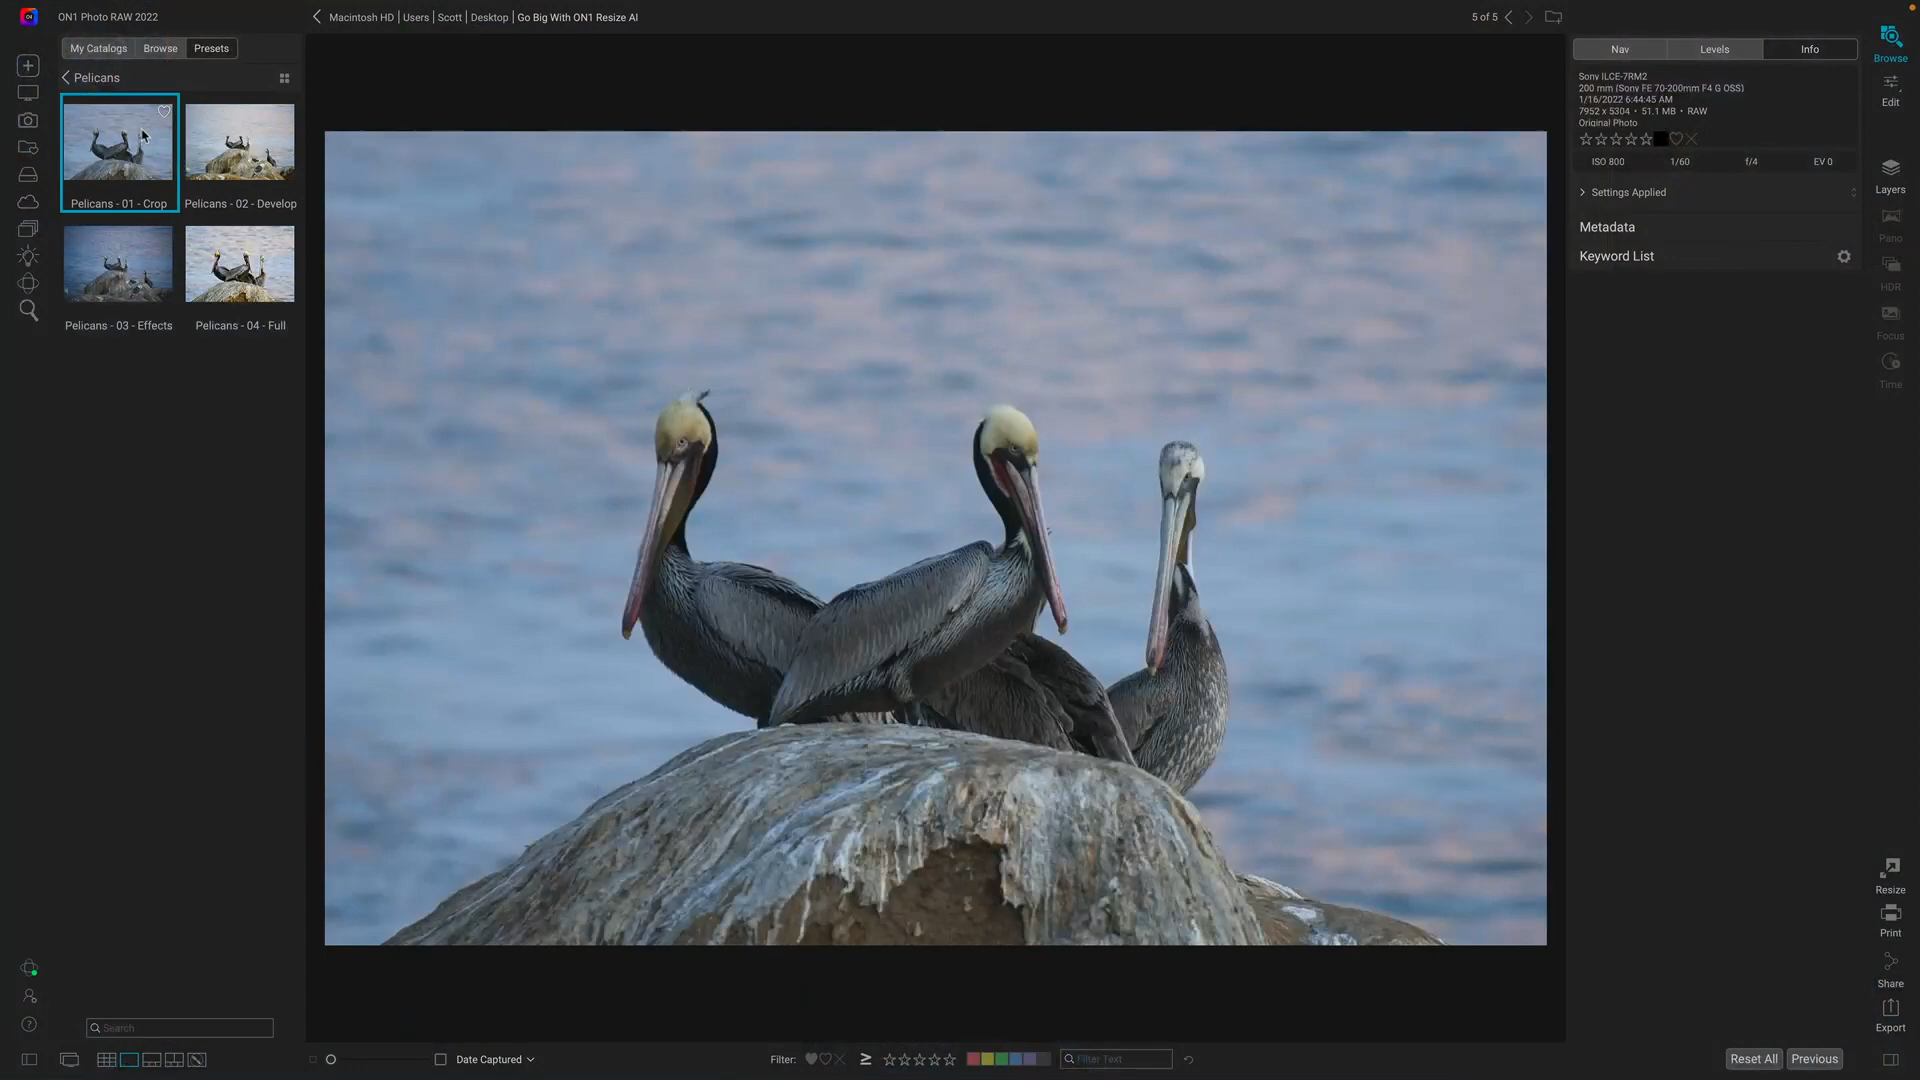 ON1 Photo RAW 2022
Macintosh HD | Users | Scott | Desktop | Go Big With ON1 Resize AI
5 of 5
My Catalogs
Browse
Presets
Pelicans
Pelicans - 01 - Crop
Pelicans - 02 - Develop
Pelicans - 03 - Effects
Pelicans - 04 - Full
Nav
Levels
Info
Sony ILCE-7RM2
200 mm (Sony FE 70-200mm F4 G OSS)
1/16/2022 6:44:45 AM
7952 x 5304 • 51.1 MB • RAW
Original Photo
ISO 800
1/60
f/4
EV 0
Settings Applied
Metadata
Keyword List
Browse
Edit
Layers
Pano
HDR
Focus
Time
Resize
Print
Share
Export
Search
Date Captured
Filter:
Filter Text
Reset All
Previous